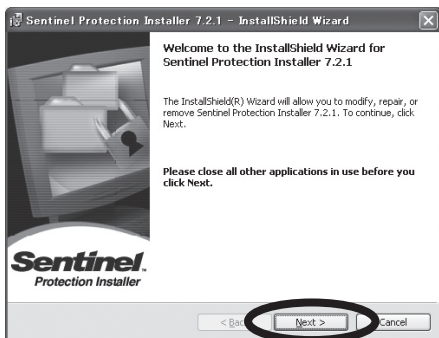 Sentinel Protection Installer 7.2.1 - InstallShield Wizard
Welcome to the InstallShield Wizard for
Sentinel Protection Installer 7.2.1
The InstallShield(R) Wizard will allow you to modify, repair, or
remove Sentinel Protection Installer 7.2.1. To continue, click
Next.
Please close all other applications in use before you
click Next.
Sentinel
Protection Installer
Next >
Cancel